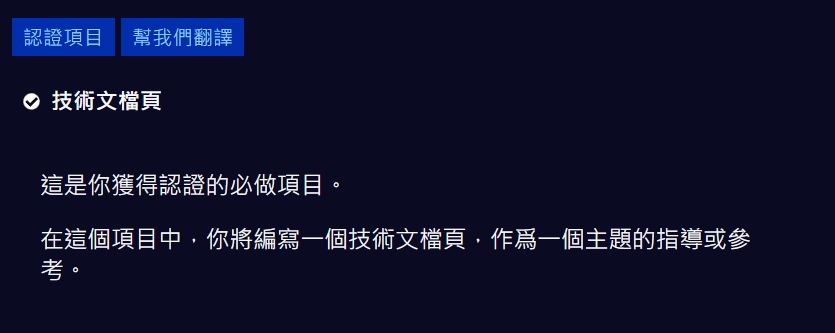 認證項目 幫我們翻譯
技術文檔頁
這是你獲得認證的必做項目。
在這個項目中，你將編寫一個技術文檔頁，作爲一個主題的指導或參
考。